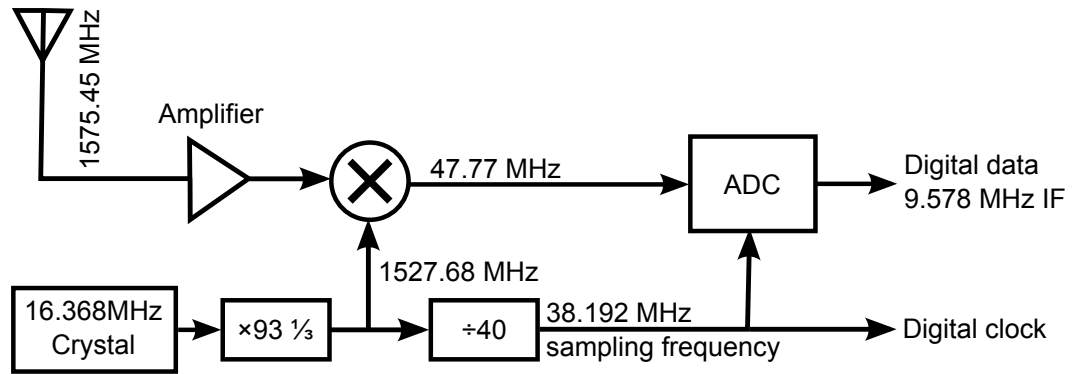 1575.45 MHz
Amplifier
47.77 MHz
ADC
Digital data
9.578 MHz IF
1527.68 MHz
16.368MHz
Crystal
×93 ⅓
÷40
38.192 MHz
sampling frequency
Digital clock